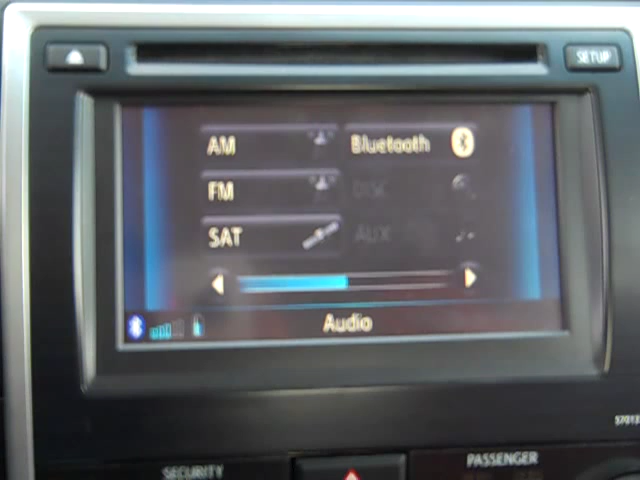 SETUP
AM Bluetooth
FM DISC
SAT AUX
Audio
SECURITY PASSENGER